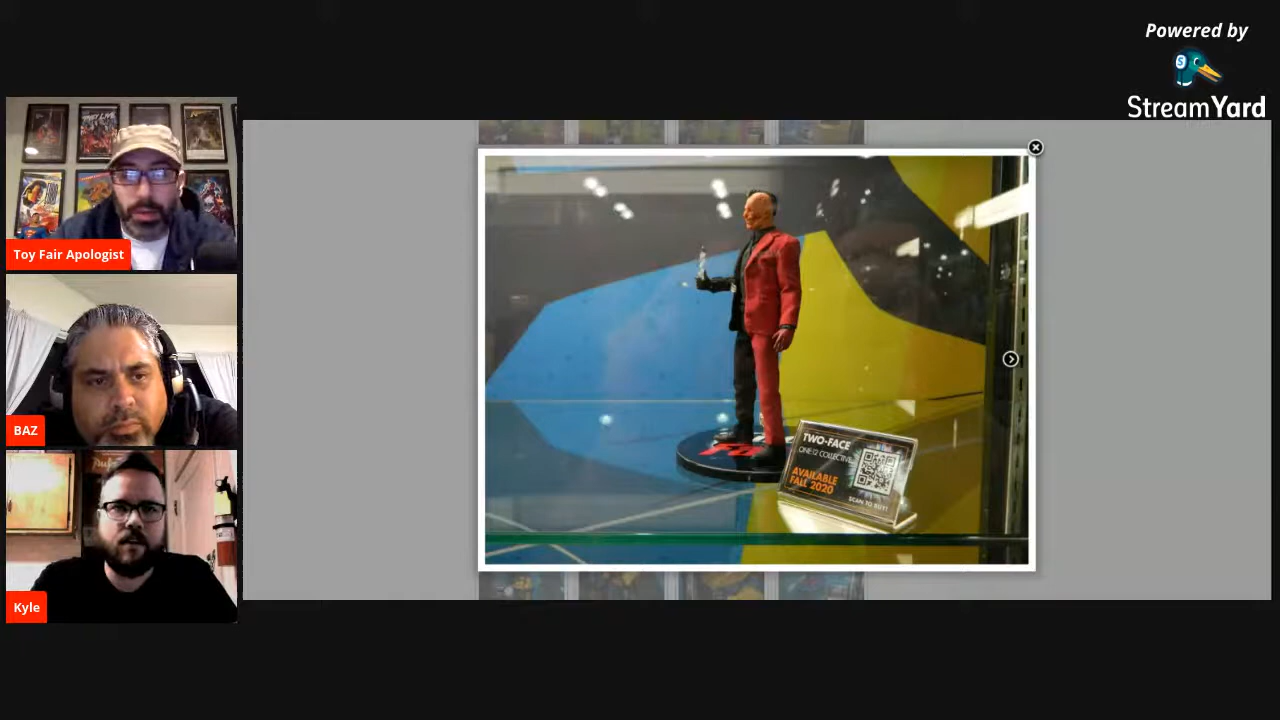 Powered by
StreamYard
Toy Fair Apologist
BAZ
Kyle
TWO-FACE
ONE:12 COLLECTIVE
AVAILABLE
FALL 2020
SCAN TO BUY!